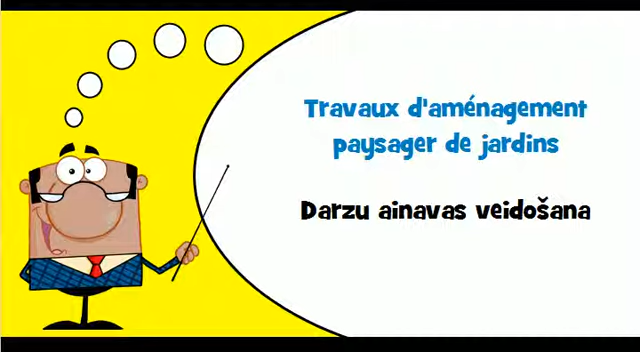 Travaux d'aménagement
paysager de jardins
Darzu ainavas veidošana